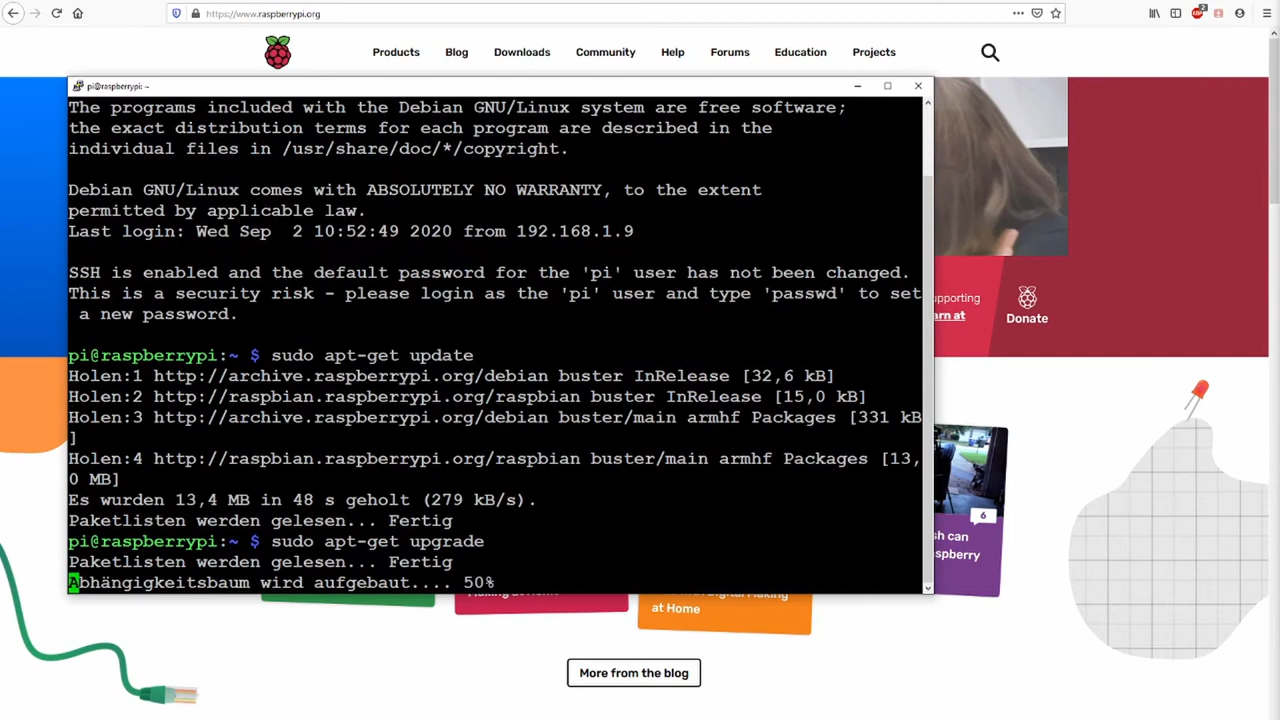 https://www.raspberrypi.org
Products Blog Downloads Community Help Forums Education Projects
pi@raspberrypi: ~
The programs included with the Debian GNU/Linux system are free software;
the exact distribution terms for each program are described in the
individual files in /usr/share/doc/*/copyright.
Debian GNU/Linux comes with ABSOLUTELY NO WARRANTY, to the extent
permitted by applicable law.
Last login: Wed Sep  2 10:52:49 2020 from 192.168.1.9
SSH is enabled and the default password for the 'pi' user has not been changed.
This is a security risk - please login as the 'pi' user and type 'passwd' to set
a new password.
pi@raspberrypi:~ $ sudo apt-get update
Holen:1 http://archive.raspberrypi.org/debian buster InRelease [32,6 kB]
Holen:2 http://raspbian.raspberrypi.org/raspbian buster InRelease [15,0 kB]
Holen:3 http://archive.raspberrypi.org/debian buster/main armhf Packages [331 kB
]
Holen:4 http://raspbian.raspberrypi.org/raspbian buster/main armhf Packages [13,
0 MB]
Es wurden 13,4 MB in 48 s geholt (279 kB/s).
Paketlisten werden gelesen... Fertig
pi@raspberrypi:~ $ sudo apt-get upgrade
Paketlisten werden gelesen... Fertig
Abhängigkeitsbaum wird aufgebaut.... 50%
upporting
arn at
Donate
6
sh can
aspberry
at Home
More from the blog